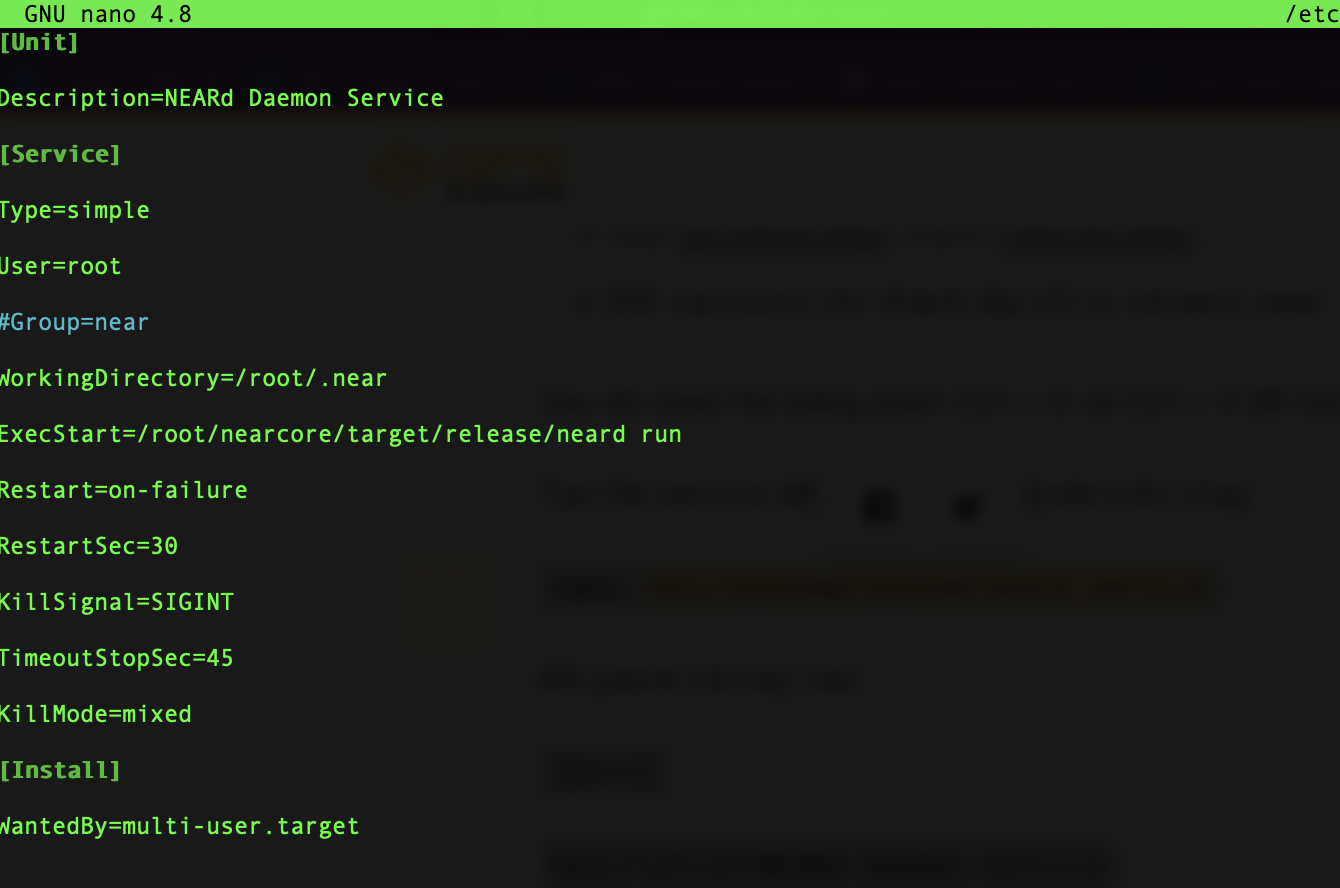 GNU nano 4.8 /etc
[Unit]
Description=NEARd Daemon Service
[Service]
Type=simple
User=root
#Group=near
WorkingDirectory=/root/.near
ExecStart=/root/nearcore/target/release/neard run
Restart=on-failure
RestartSec=30
KillSignal=SIGINT
TimeoutStopSec=45
KillMode=mixed
[Install]
WantedBy=multi-user.target